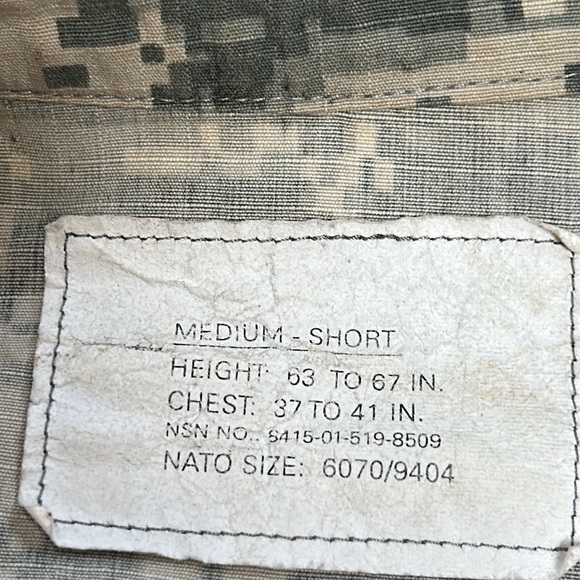 MEDIUM - SHORT
HEIGHT: 63 TO 67 IN.
CHEST: 37 TO 41 IN.
NSN NO.: 8415-01-519-8509
NATO SIZE: 6070/9404